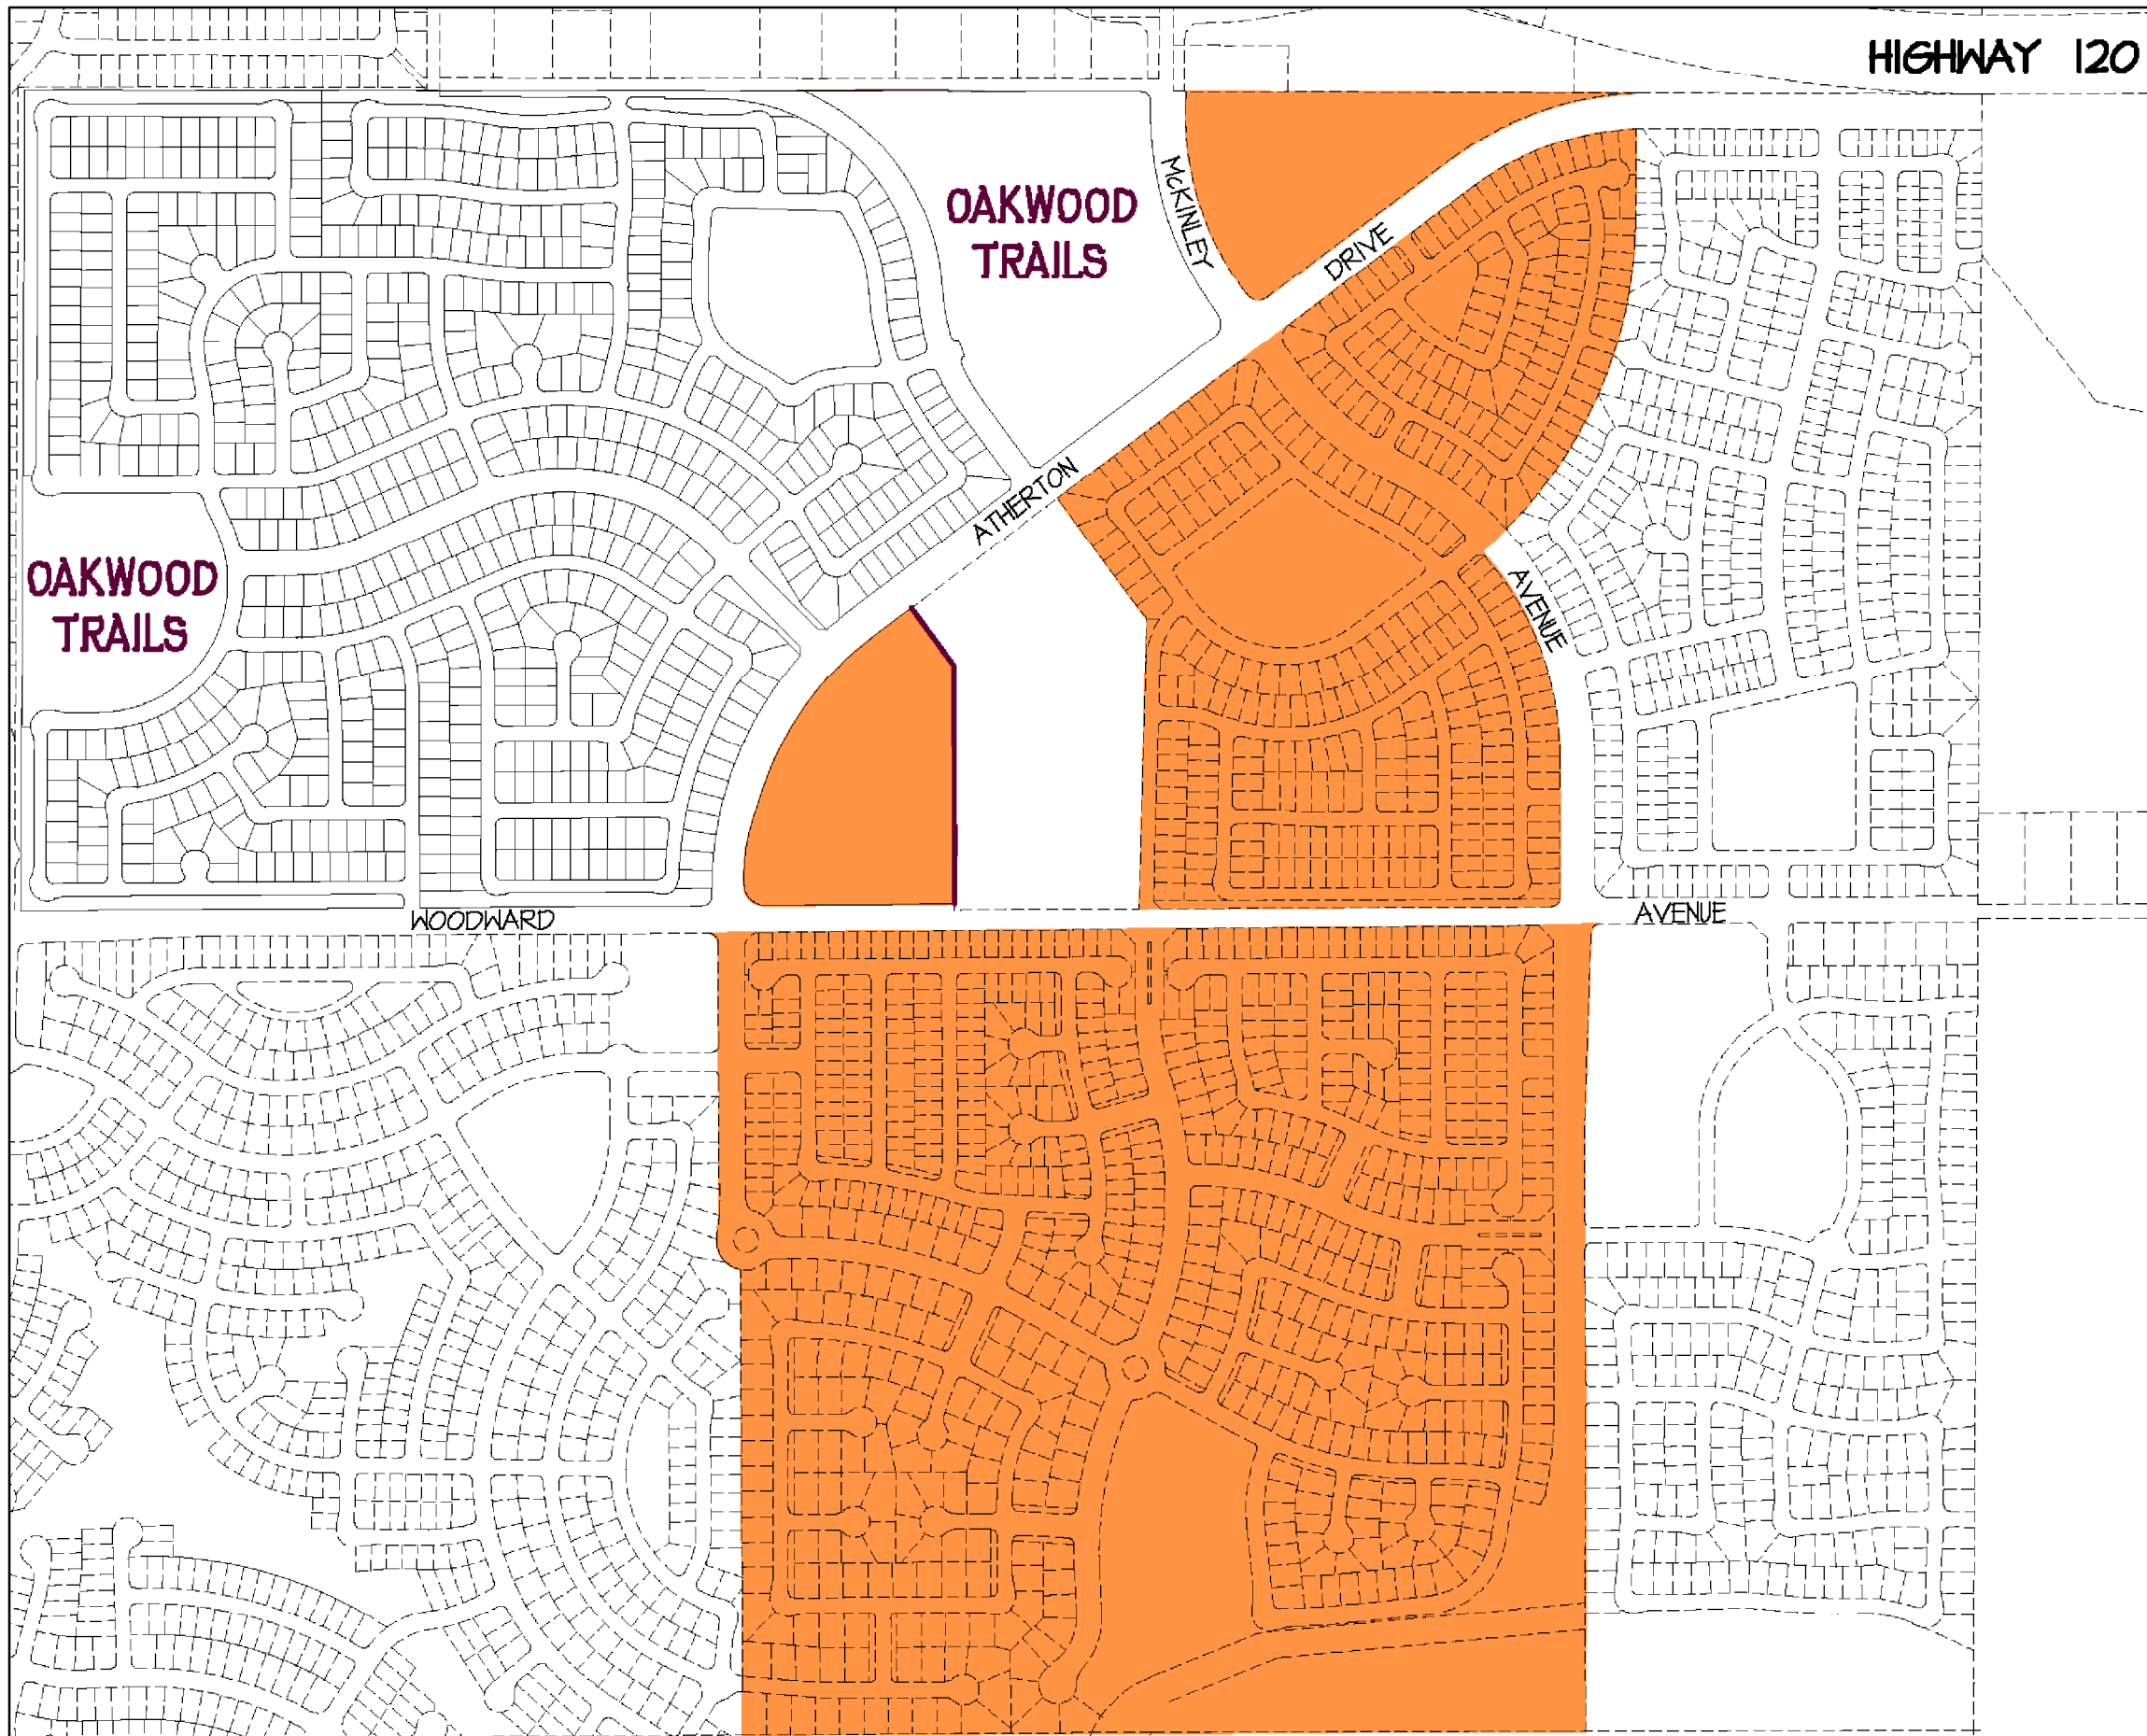 HIGHWAY 120
OAKWOOD
TRAILS
McKINLEY
DRIVE
ATHERTON
OAKWOOD
TRAILS
AVENUE
WOODWARD
AVENUE